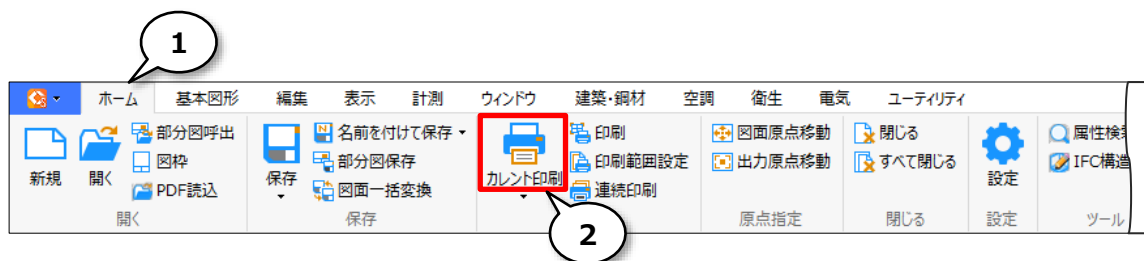 1
ホーム 基本図形 編集 表示 計測 ウィンドウ 建築・鋼材 空調 衛生 電気 ユーティリティ
部分図呼出 名前を付けて保存 印刷 図面原点移動 閉じる 属性検索
図枠 部分図保存 印刷範囲設定 出力原点移動 すべて閉じる IFC構造
新規 開く PDF読込 保存 図面一括変換 カレント印刷 連続印刷 設定
開く 保存 原点指定 閉じる 設定 ツール
2